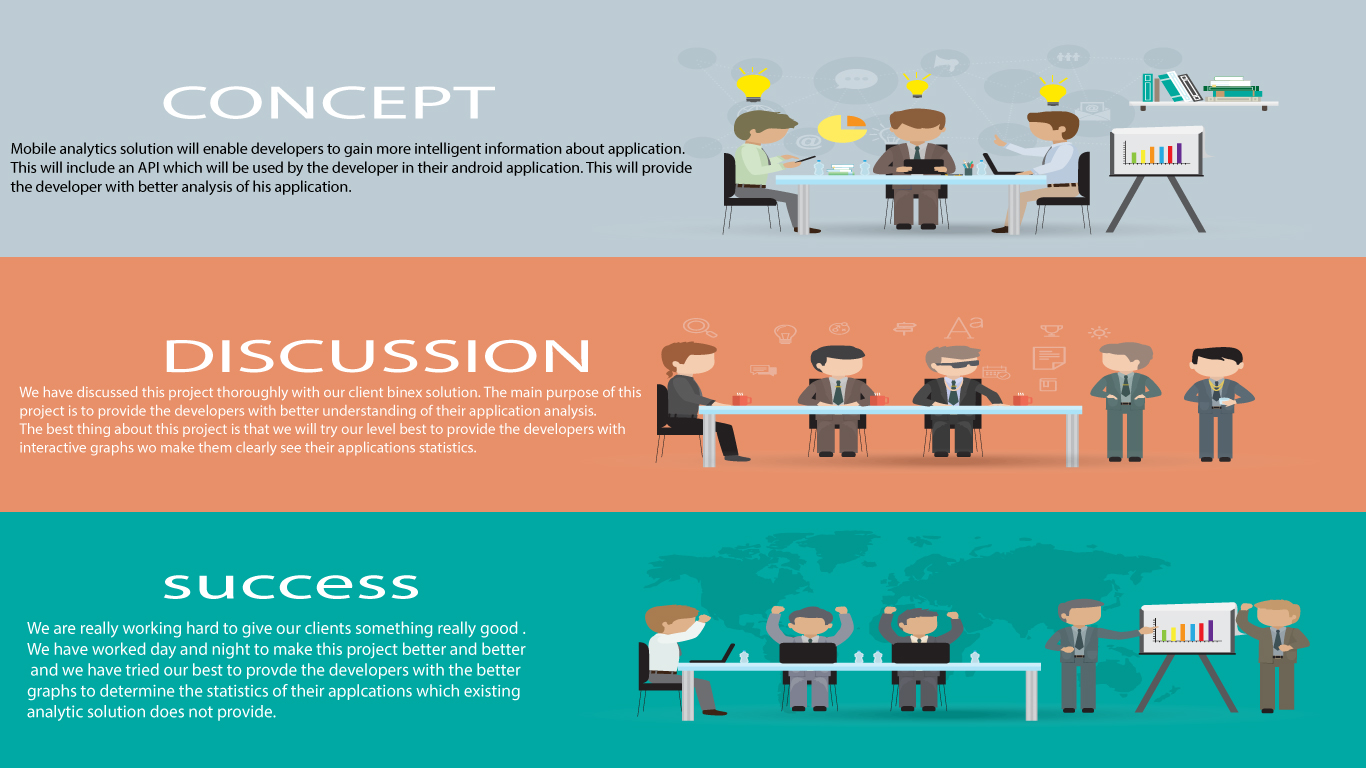 CONCEPT
Mobile analytics solution will enable developers to gain more intelligent information about application.
This will include an API which will be used by the developer in their android application. This will provide
the developer with better analysis of his application.
@
DISCUSSION
We have discussed this project thoroughly with our client binex solution. The main purpose of this
project is to provide the developers with better understanding of their application analysis.
The best thing about this project is that we will try our level best to provide the developers with
interactive graphs wo make them clearly see their applications statistics.
Aa
success
We are really working hard to give our clients something really good .
We have worked day and night to make this project better and better
and we have tried our best to provde the developers with the better
graphs to determine the statistics of their applcations which existing
analytic solution does not provide.